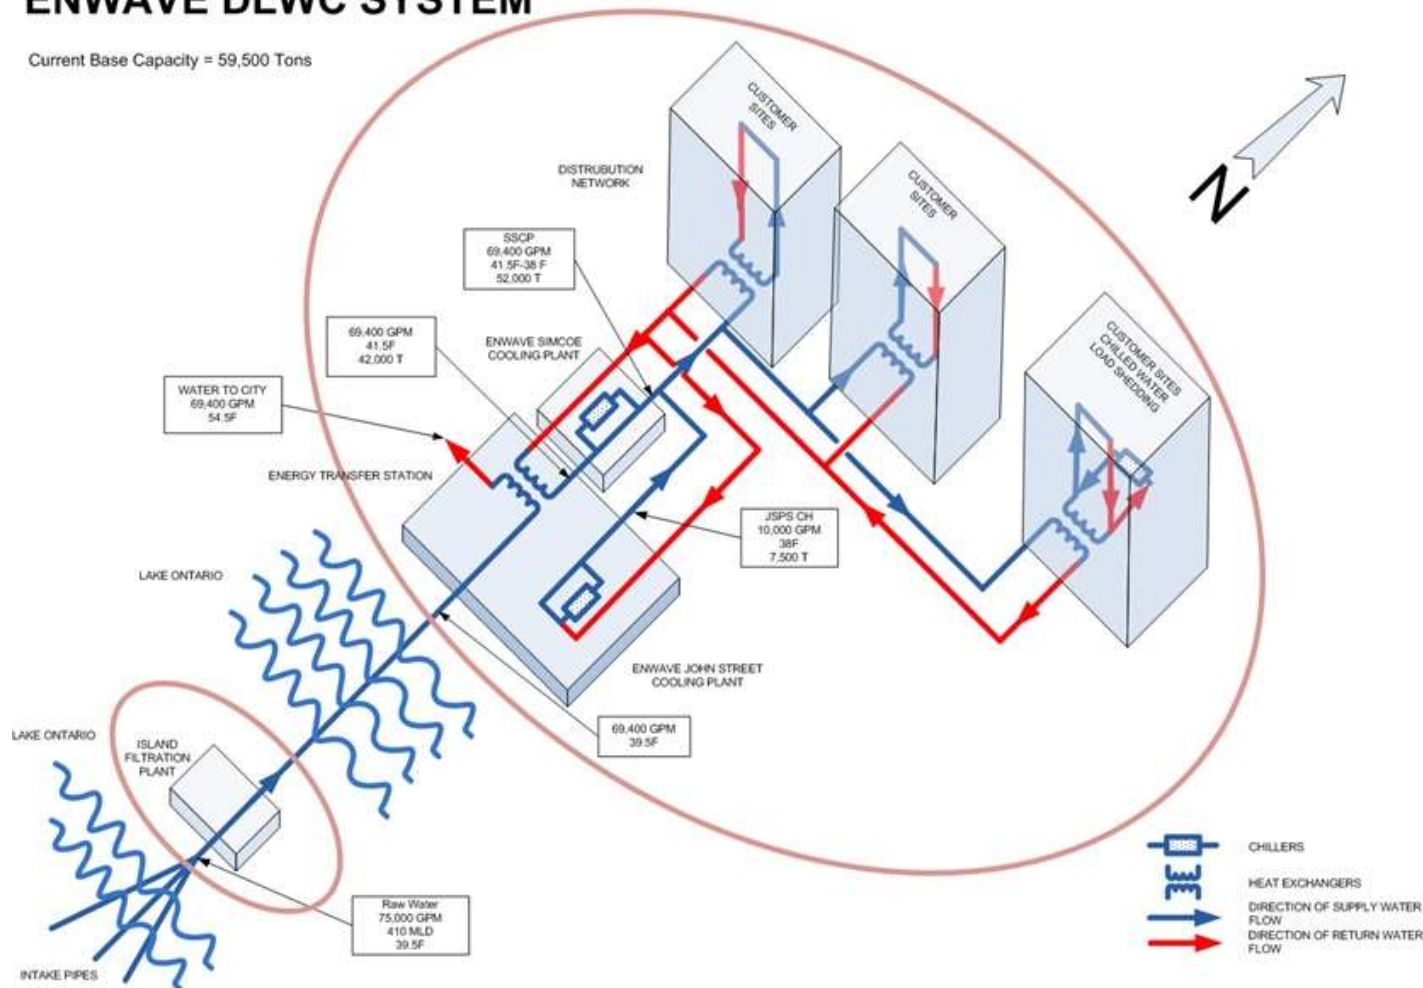 ENWAVE DLWC SYSTEM
Current Base Capacity = 59,500 Tons
CUSTOMER
SITES
DISTRUBUTION
NETWORK
CUSTOMER
SITES
N
SSCP
69,400 GPM
41.5F-38 F
52,000 T
69,400 GPM
41.5F
42,000 T
ENWAVE SIMCOE
COOLING PLANT
CUSTOMER SITES
CHILLED WATER
LOAD SHEDDING
WATER TO CITY
69,400 GPM
54.5F
ENERGY TRANSFER STATION
JSPS CH
10,000 GPM
38F
7,500 T
LAKE ONTARIO
ENWAVE JOHN STREET
COOLING PLANT
69,400 GPM
39.5F
LAKE ONTARIO
ISLAND
FILTRATION
PLANT
Raw Water
75,000 GPM
410 MLD
39.5F
INTAKE PIPES
CHILLERS
HEAT EXCHANGERS
DIRECTION OF SUPPLY WATER
FLOW
DIRECTION OF RETURN WATER
FLOW